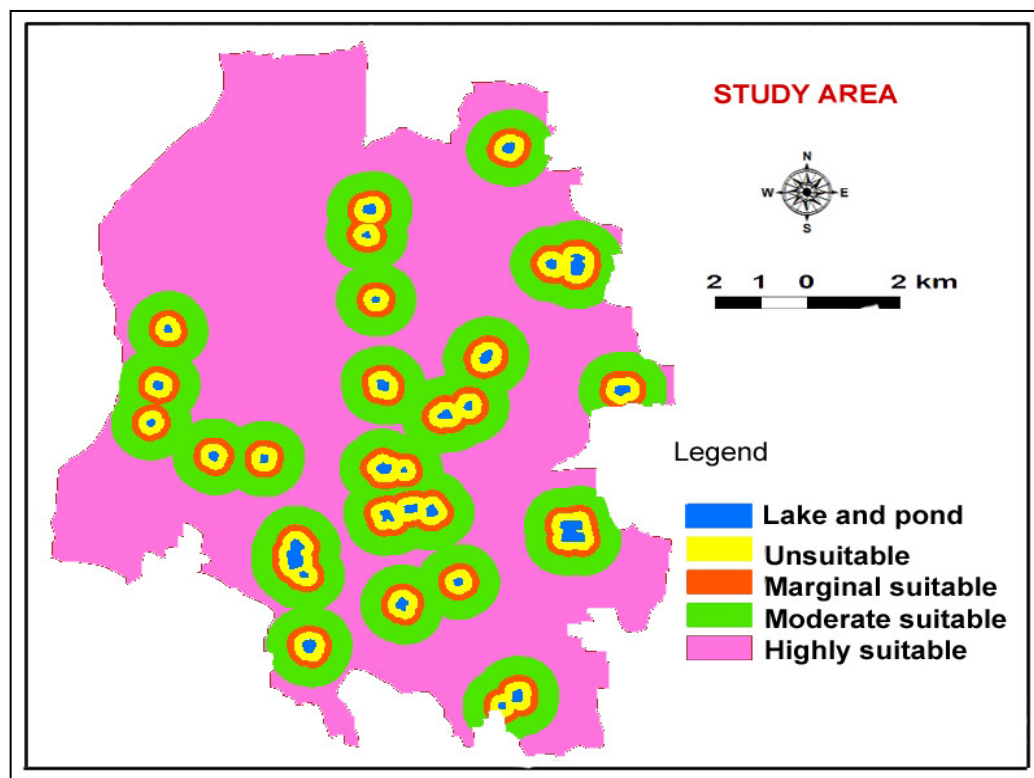 STUDY AREA
N
W E
S
2 1 0 2 km
Legend
Lake and pond
Unsuitable
Marginal suitable
Moderate suitable
Highly suitable